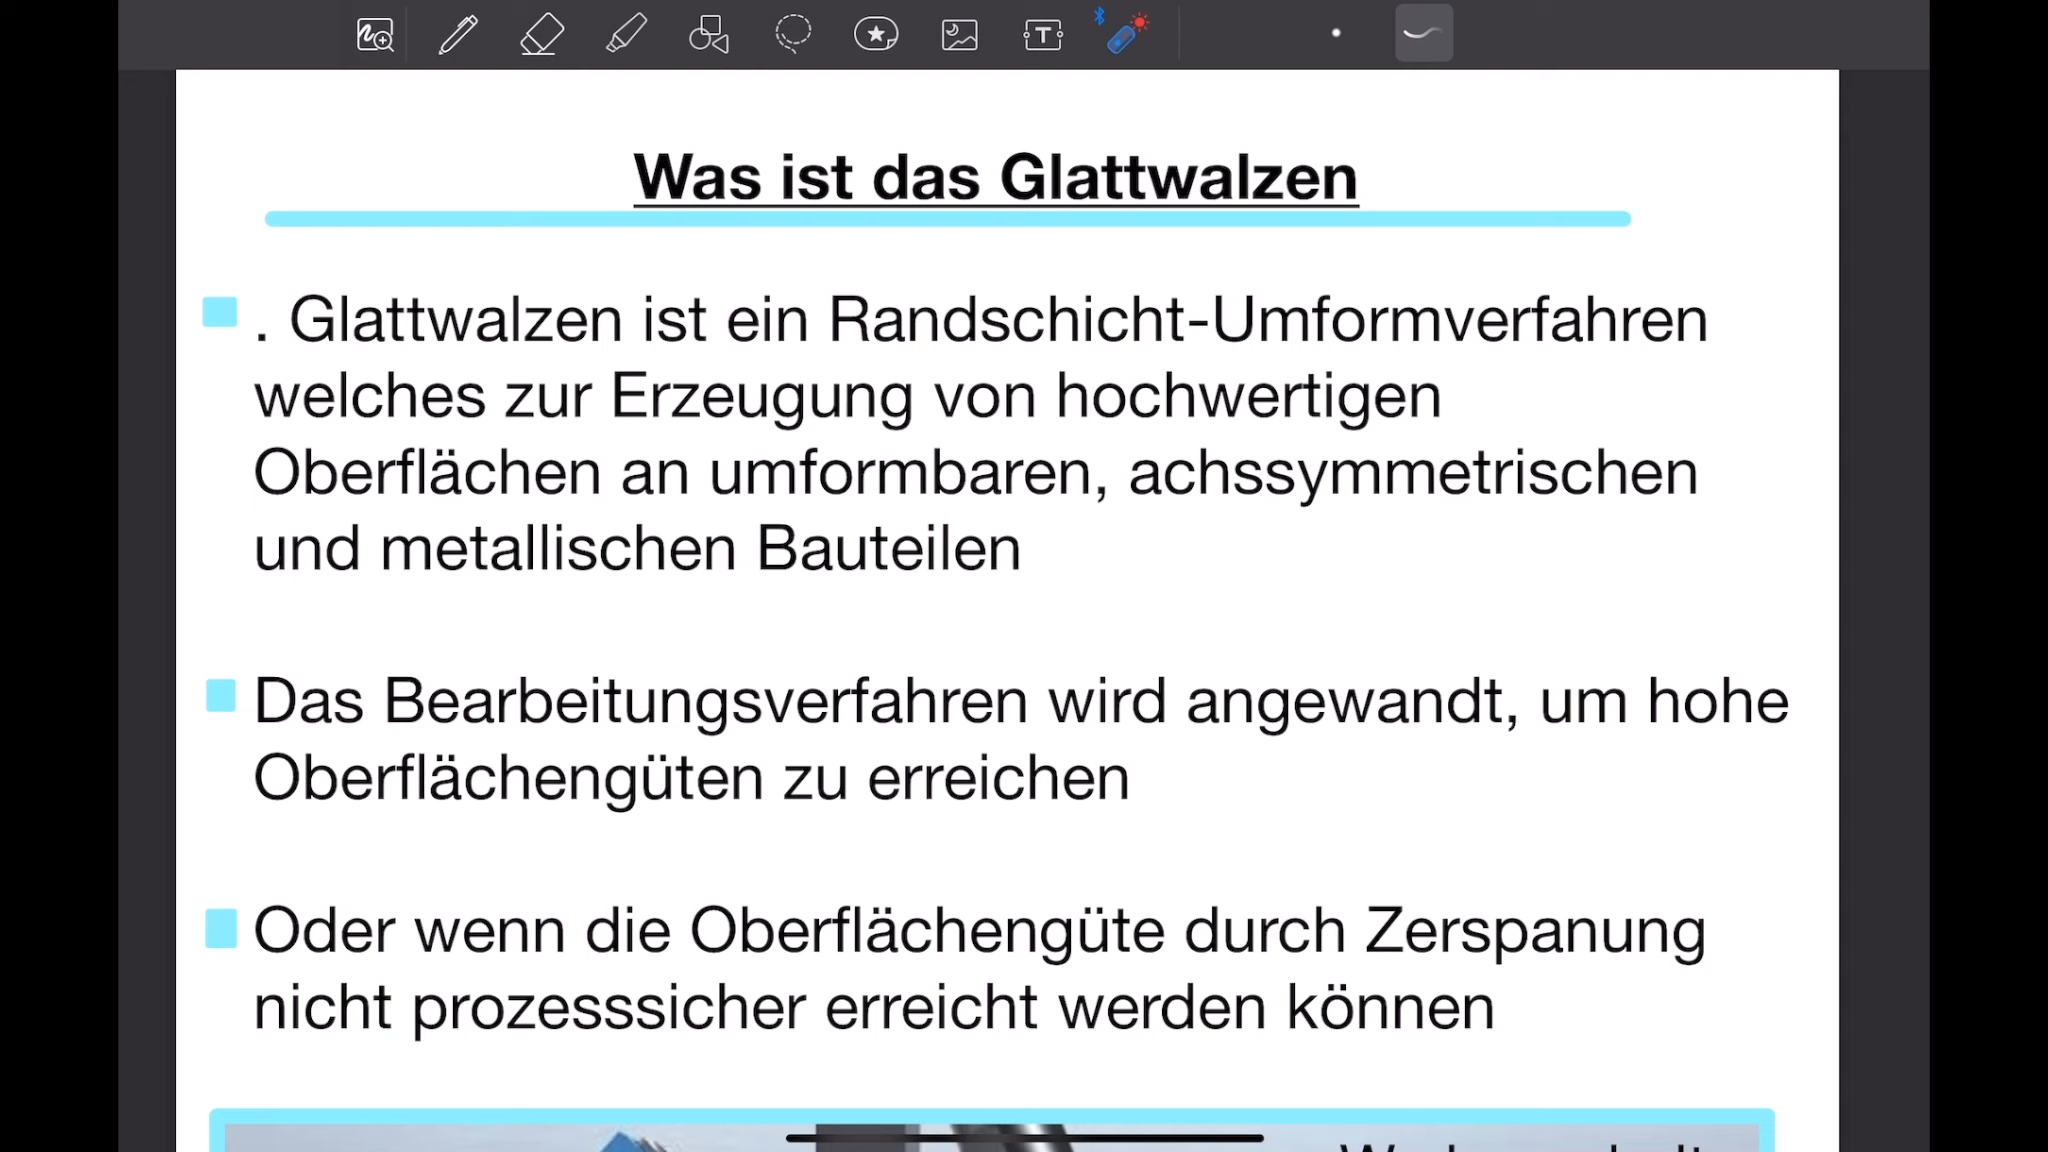 Was ist das Glattwalzen
. Glattwalzen ist ein Randschicht-Umformverfahren
welches zur Erzeugung von hochwertigen
Oberflächen an umformbaren, achssymmetrischen
und metallischen Bauteilen
Das Bearbeitungsverfahren wird angewandt, um hohe
Oberflächengüten zu erreichen
Oder wenn die Oberflächengüte durch Zerspanung
nicht prozesssicher erreicht werden können